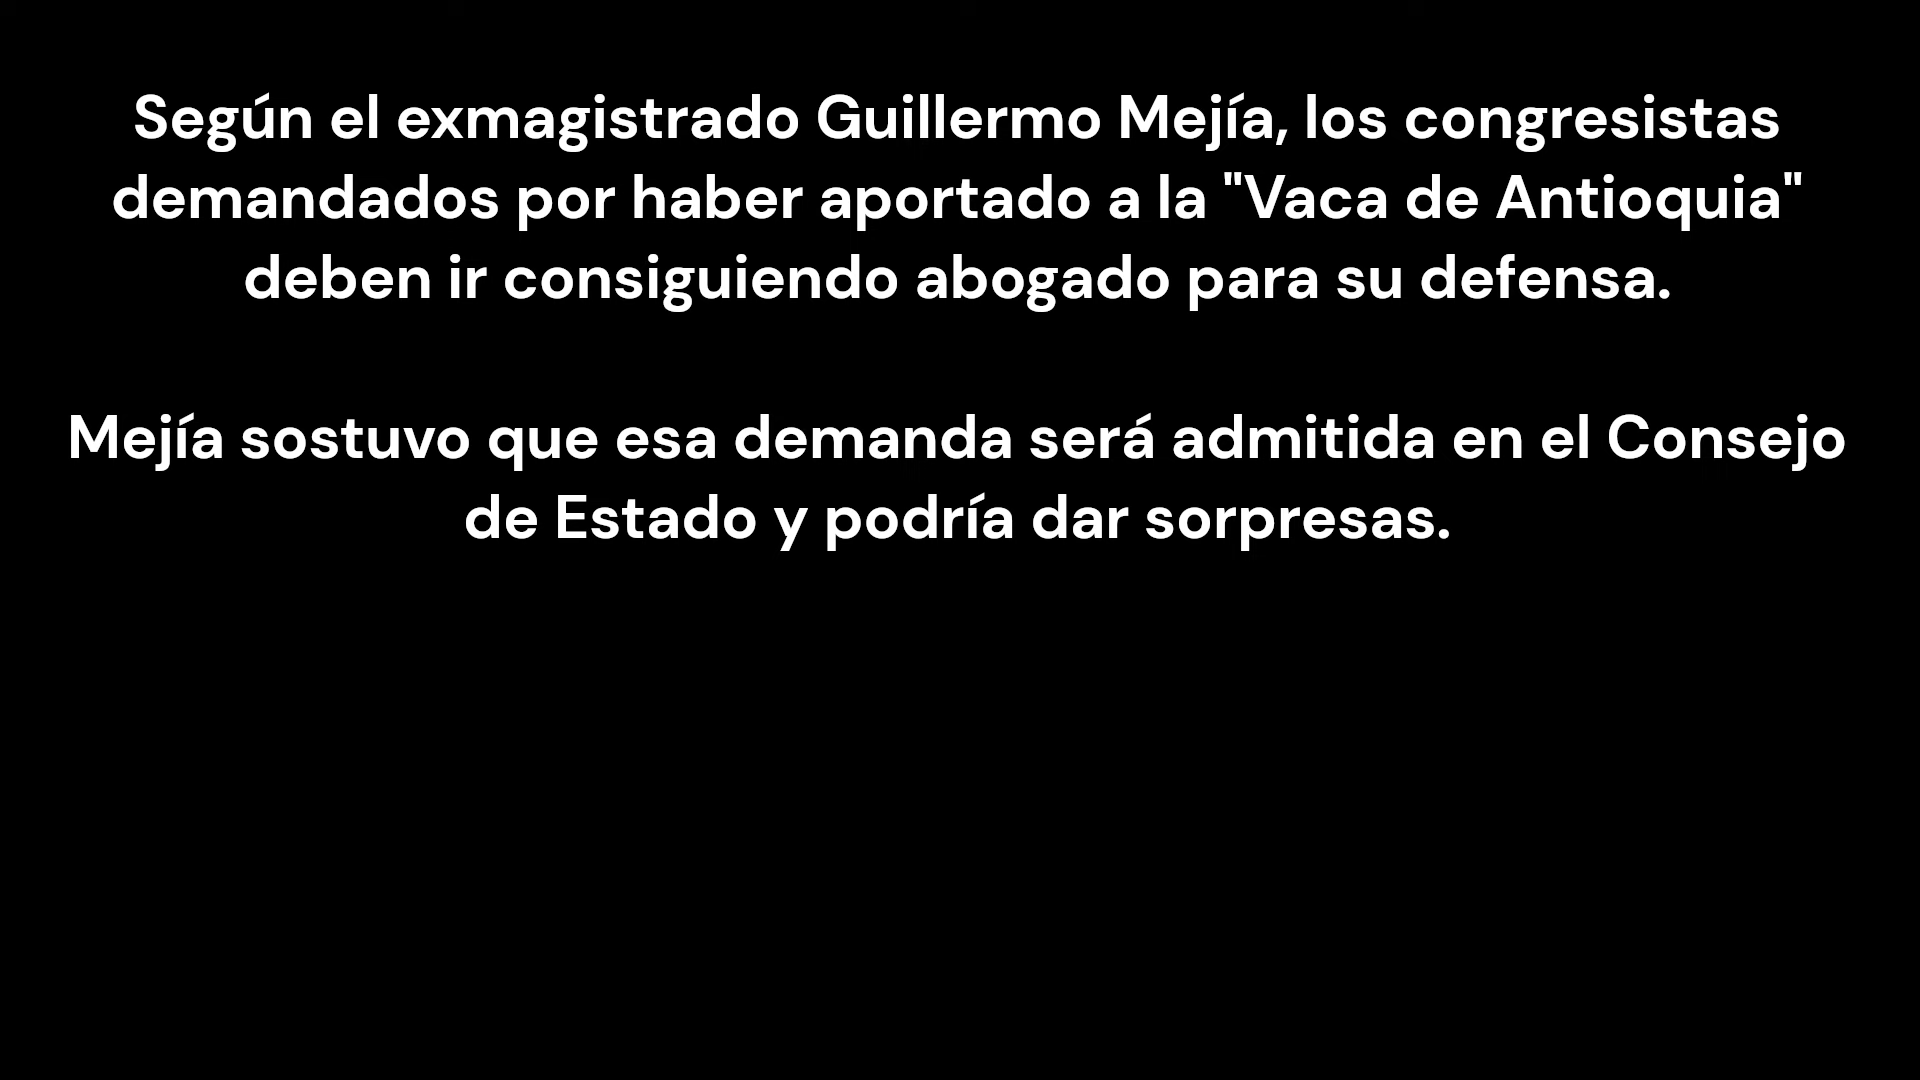 Según el exmagistrado Guillermo Mejía, los congresistas
demandados por haber aportado a la "Vaca de Antioquia"
deben ir consiguiendo abogado para su defensa.
Mejía sostuvo que esa demanda será admitida en el Consejo
de Estado y podría dar sorpresas.